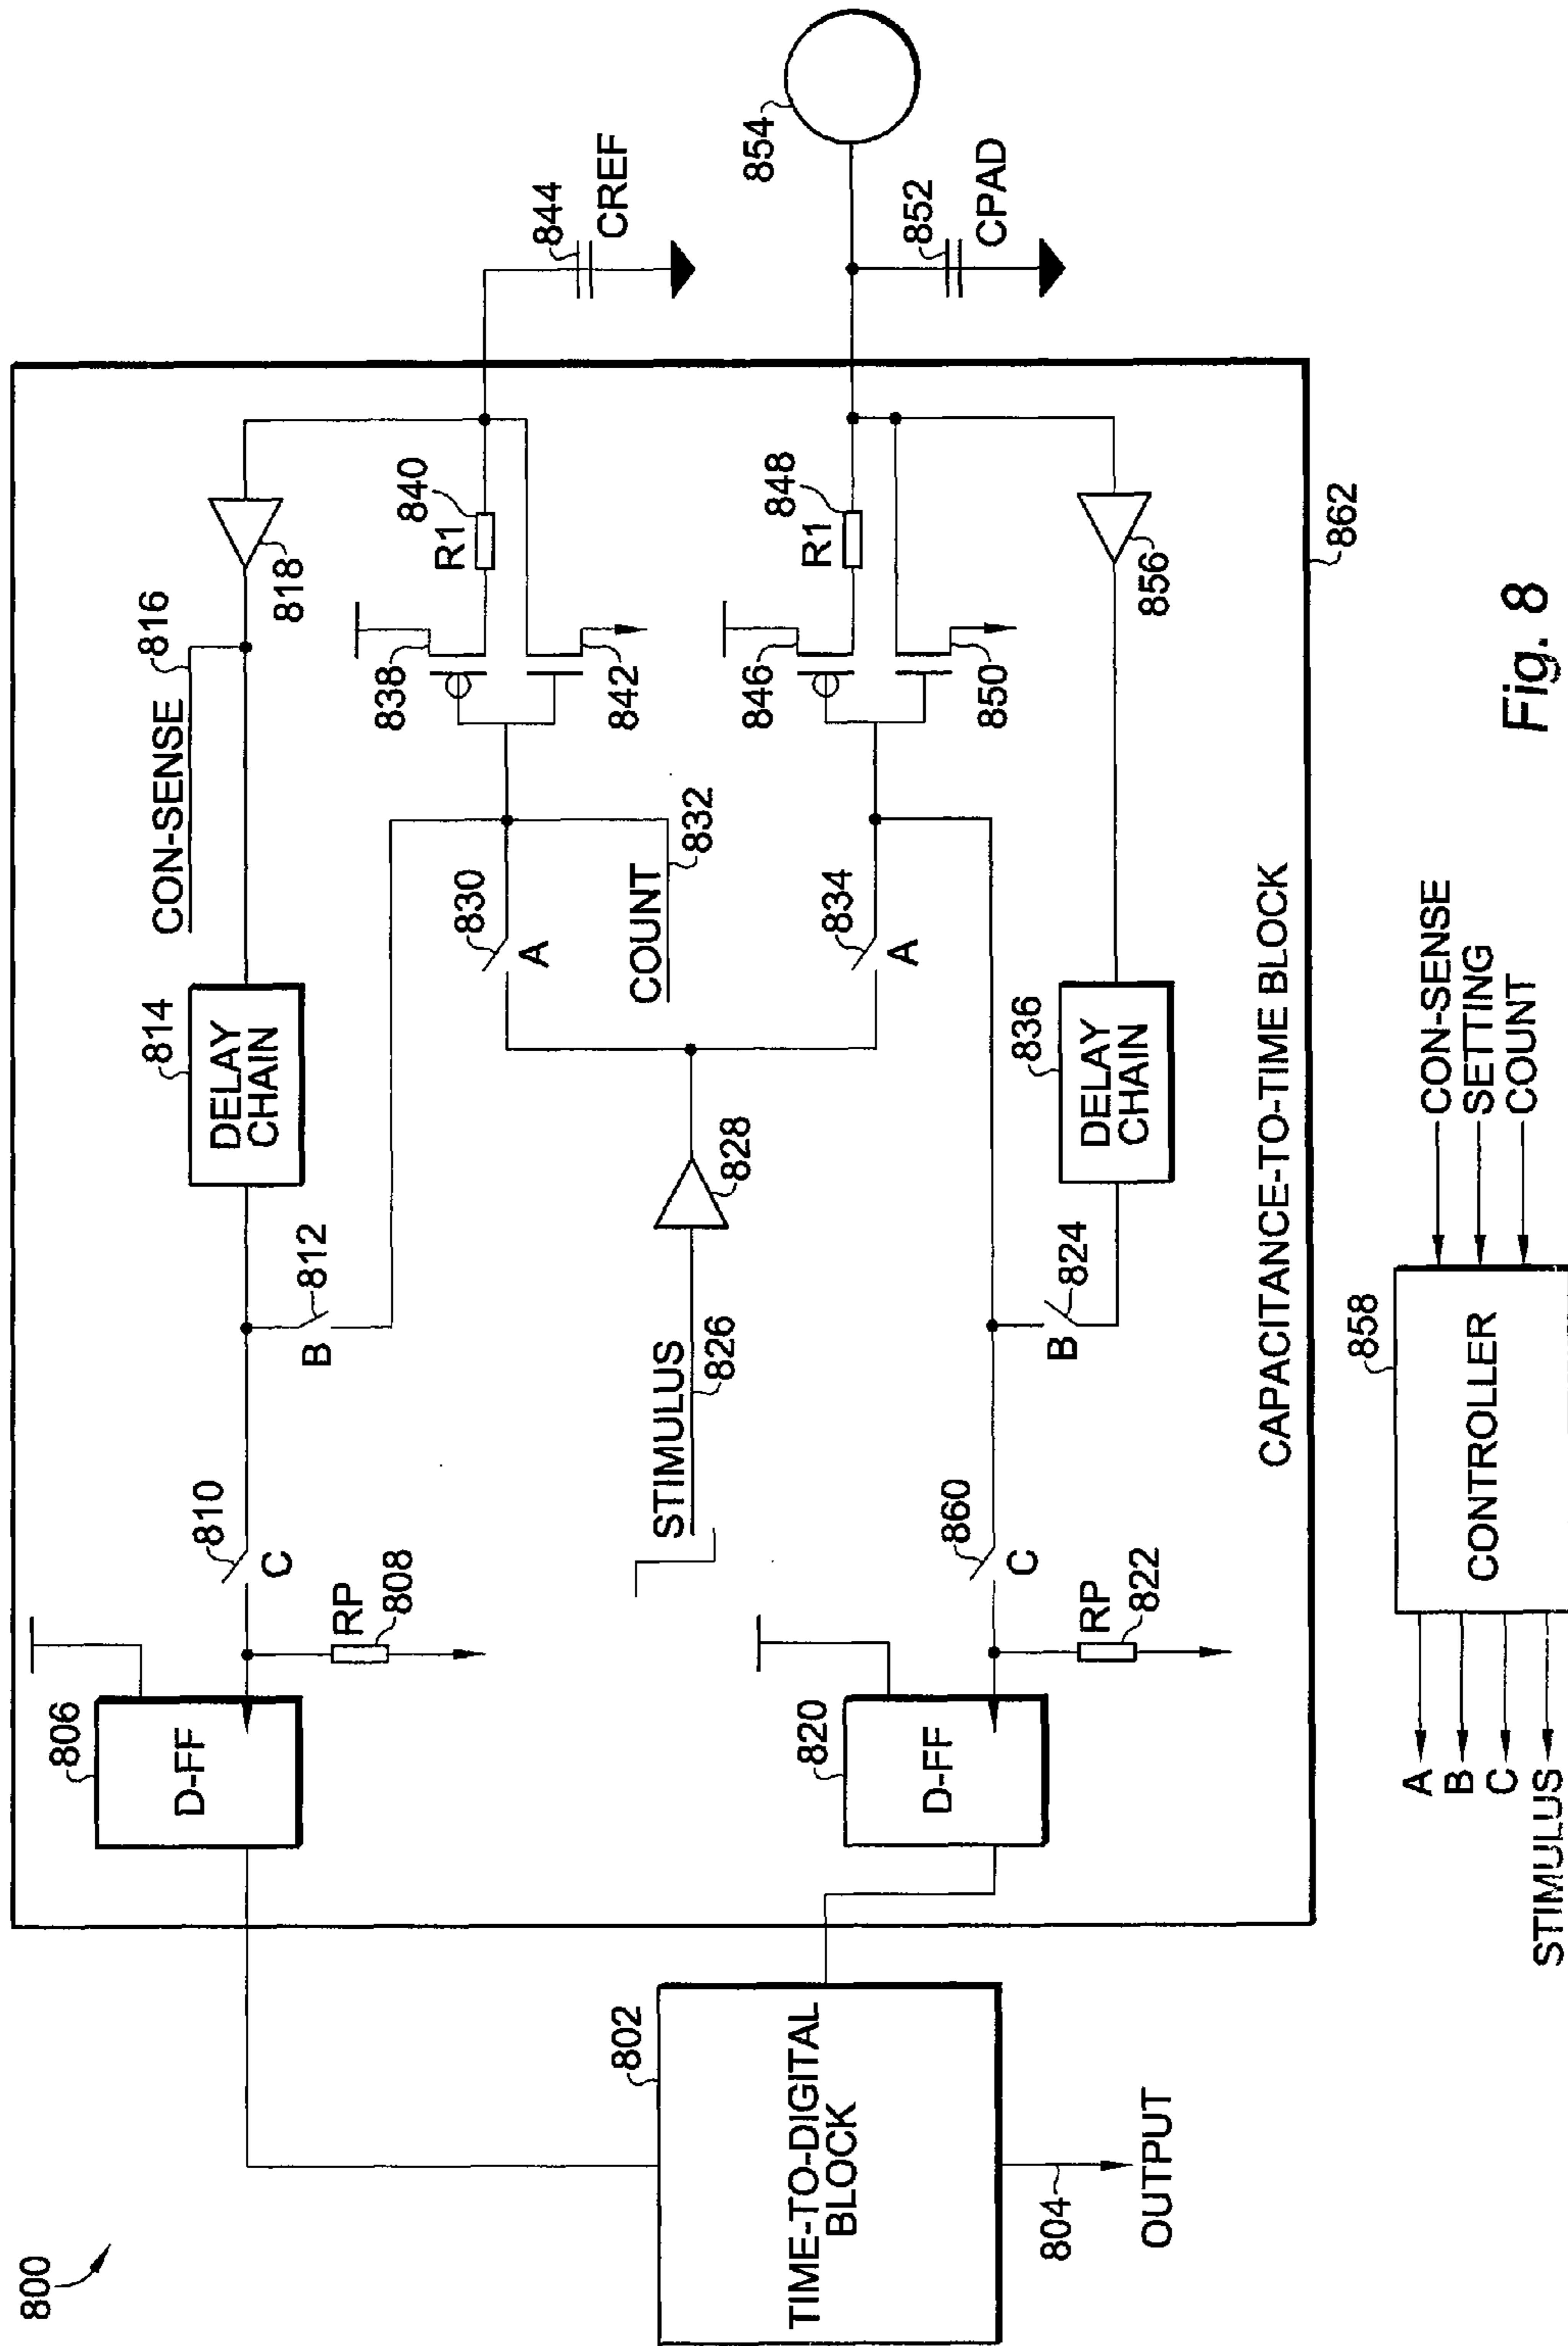 800
802
TIME-TO-DIGITAL
BLOCK
804
OUTPUT
806
D-FF
RP
808
810
C
B
812
814
DELAY
CHAIN
CON-SENSE
816
818
STIMULUS
826
828
830
A
COUNT
832
834
A
838
842
R1
840
844
CREF
846
850
R1
848
854
852
CPAD
856
820
D-FF
RP
822
860
C
B
824
836
DELAY
CHAIN
CAPACITANCE-TO-TIME BLOCK
862
858
CONTROLLER
A
B
C
STIMULUS
CON-SENSE
SETTING
COUNT
Fig. 8